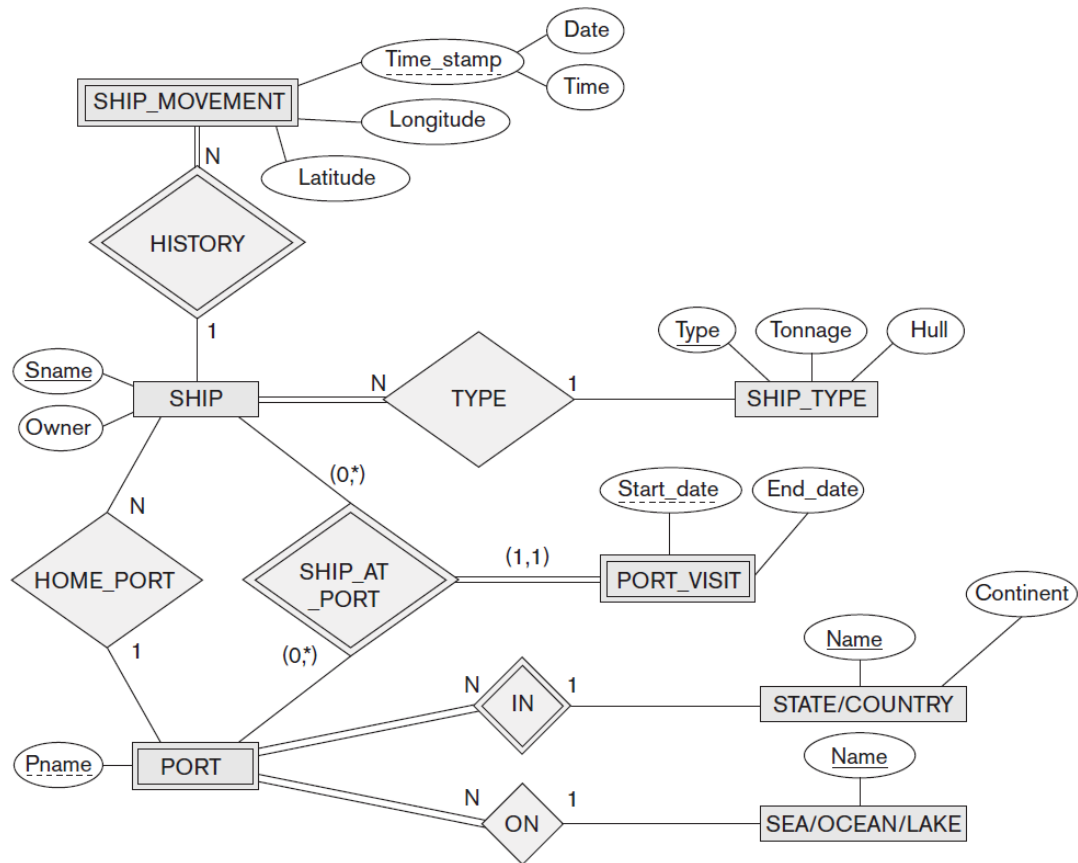 Date
Time_stamp
Time
SHIP_MOVEMENT
Longitude
N
Latitude
HISTORY
1
Type
Tonnage
Hull
Sname
N
1
SHIP
TYPE
SHIP_TYPE
Owner
(0,*)
Start_date
End_date
N
(1,1)
HOME_PORT
SHIP_AT
_PORT
PORT_VISIT
Continent
1
(0,*)
Name
N
1
IN
STATE/COUNTRY
Pname
PORT
Name
N
1
ON
SEA/OCEAN/LAKE